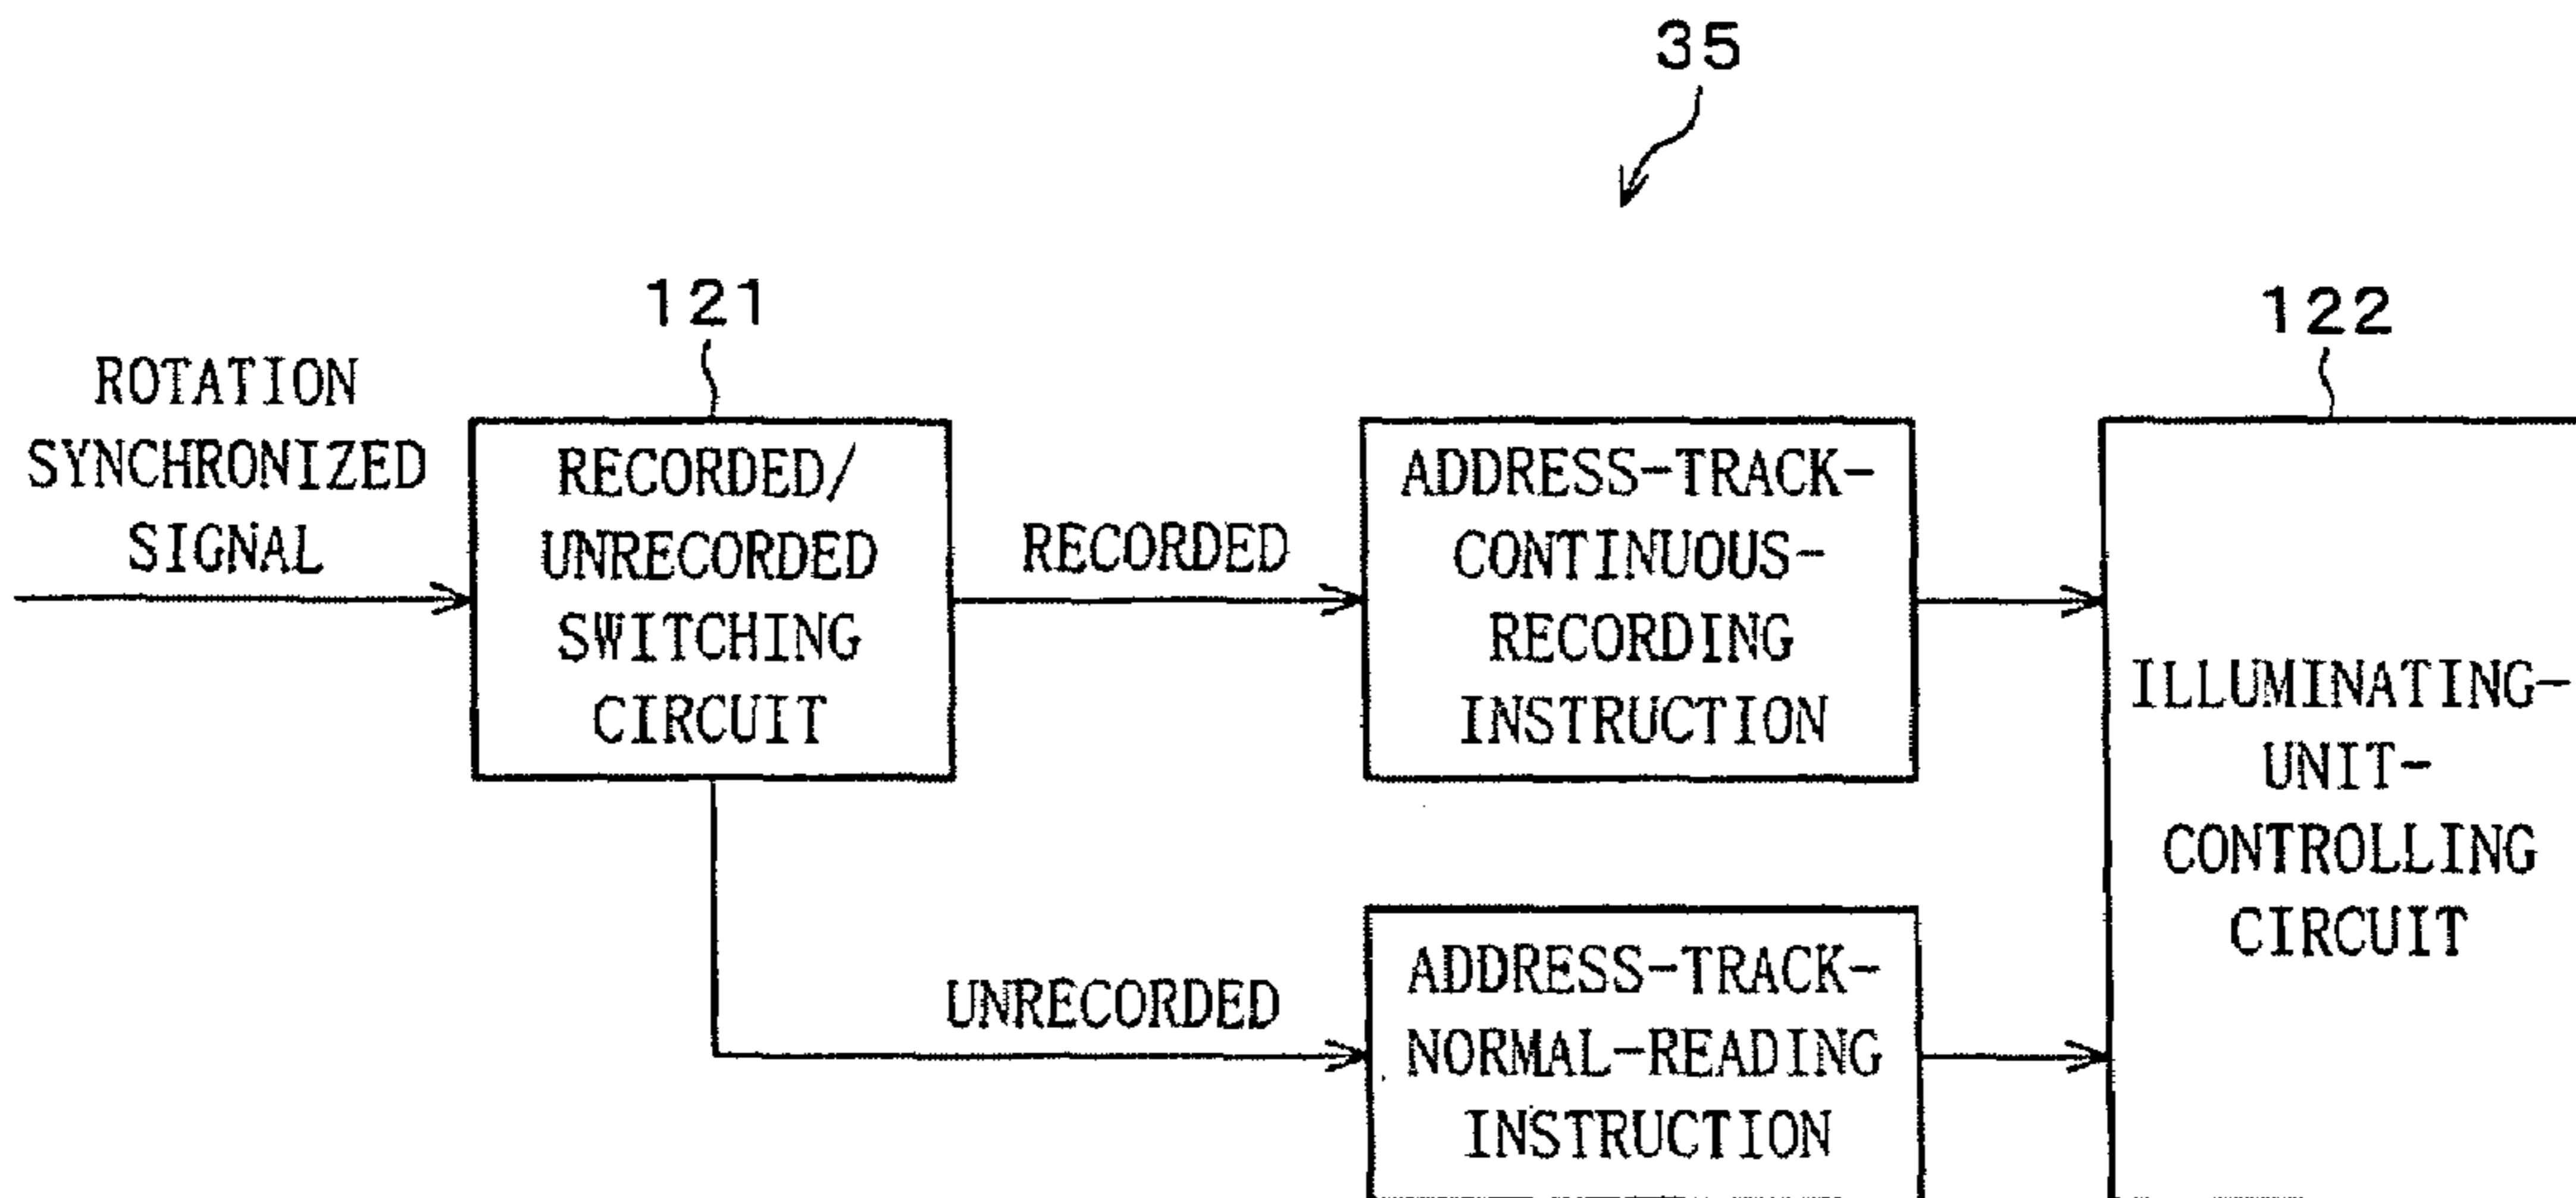 35
121
122
ROTATION
SYNCHRONIZED
SIGNAL
RECORDED/
UNRECORDED
SWITCHING
CIRCUIT
RECORDED
ADDRESS-TRACK-
CONTINUOUS-
RECORDING
INSTRUCTION
ILLUMINATING-
UNIT-
CONTROLLING
CIRCUIT
UNRECORDED
ADDRESS-TRACK-
NORMAL-READING
INSTRUCTION